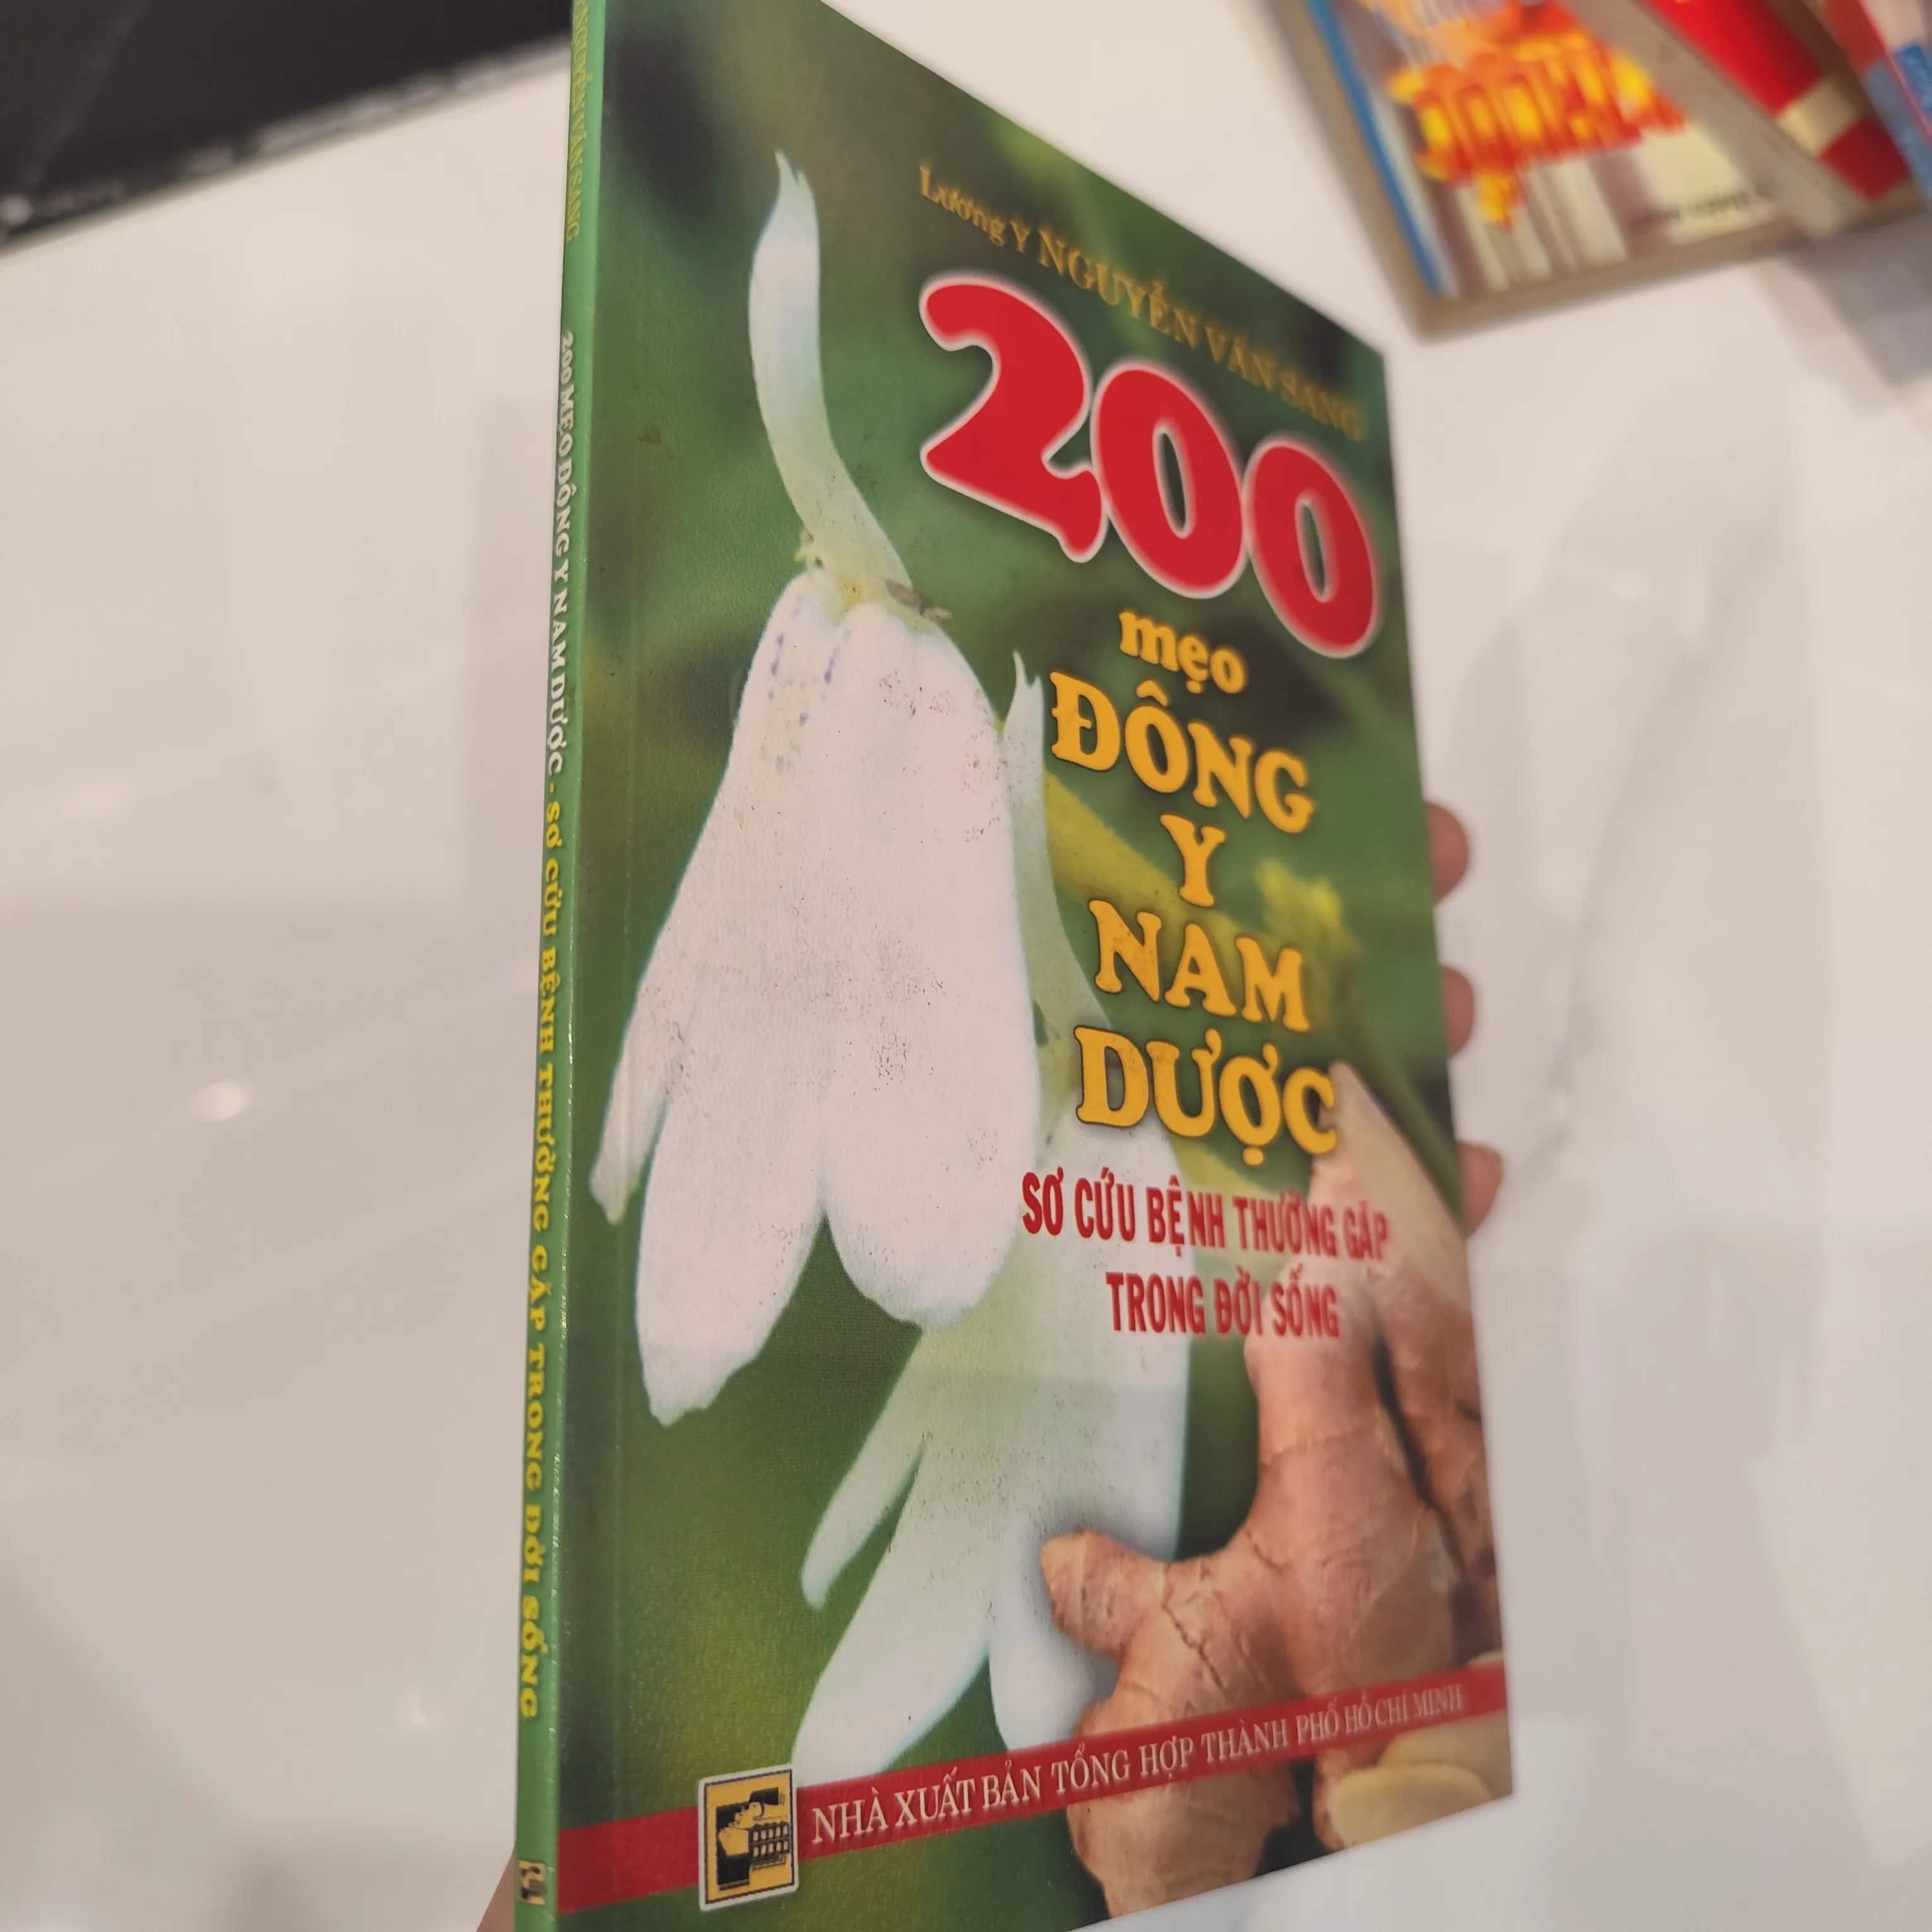 Lương Y NGUYỄN VĂN SANG
200
mẹo
ĐÔNG
Y
NAM
DƯỢC
SƠ CỨU BỆNH THƯỜNG GẶP
TRONG ĐỜI SỐNG
NHÀ XUẤT BẢN TỔNG HỢP THÀNH PHỐ HỒ CHÍ MINH
NGUYỄN VĂN SANG
200 MẸO ĐÔNG Y NAM DƯỢC - SƠ CỨU BỆNH THƯỜNG GẶP TRONG ĐỜI SỐNG